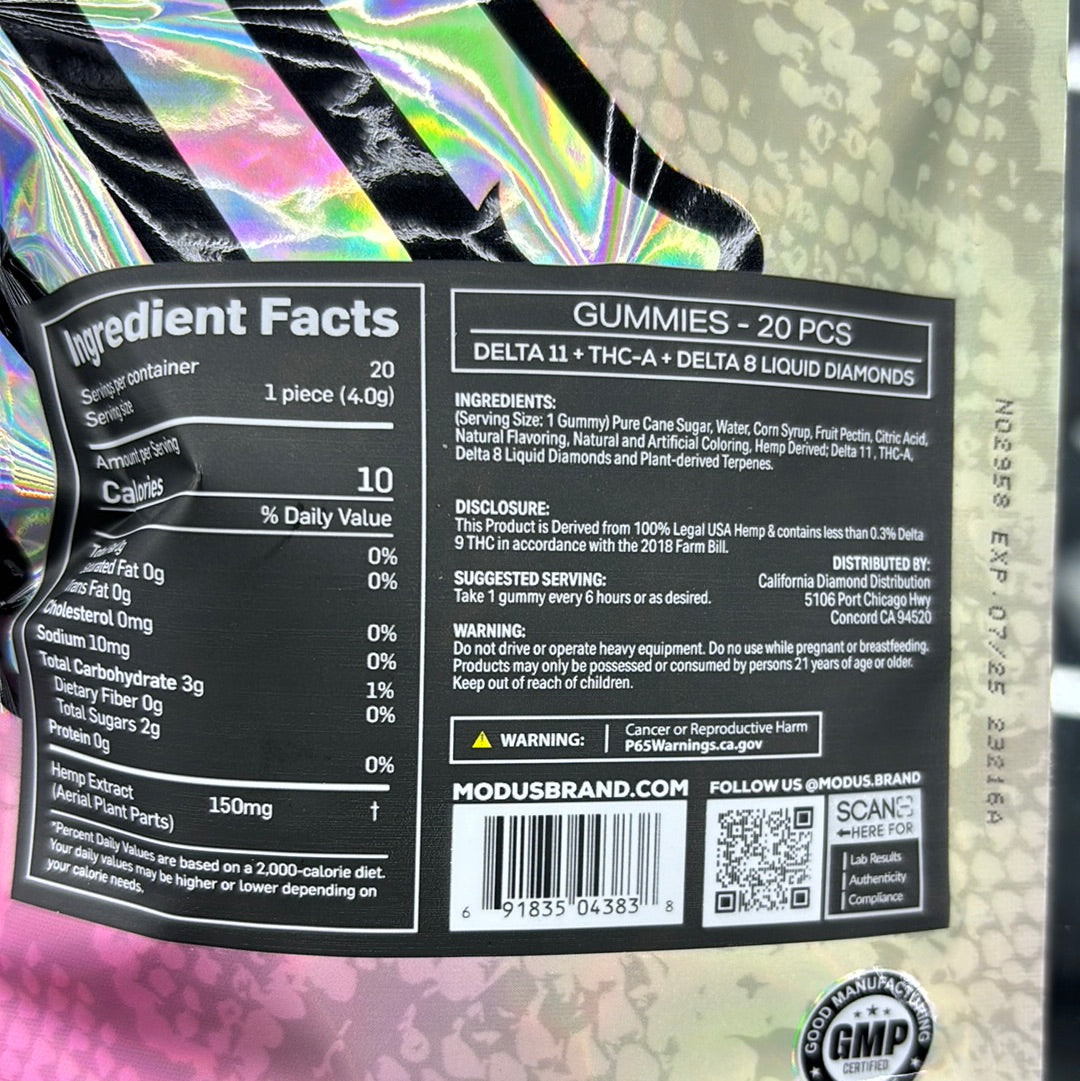 Ingredient Facts
Servings per container 20
Serving size 1 piece (4.0g)
Amount per Serving
Calories 10
% Daily Value
0%
Fat 0g 0%
Trans Fat 0g
Cholesterol 0mg 0%
Sodium 10mg 0%
Total Carbohydrate 3g 1%
Dietary Fiber 0g 0%
Total Sugars 2g
Protein 0g 0%
Hemp Extract
(Aerial Plant Parts) 150mg †
*Percent Daily Values are based on a 2,000-calorie diet.
Your daily values may be higher or lower depending on
your calorie needs.
GUMMIES - 20 PCS
DELTA 11 + THC-A + DELTA 8 LIQUID DIAMONDS
INGREDIENTS:
(Serving Size: 1 Gummy) Pure Cane Sugar, Water, Corn Syrup, Fruit Pectin, Citric Acid,
Natural Flavoring, Natural and Artificial Coloring, Hemp Derived; Delta 11 , THC-A,
Delta 8 Liquid Diamonds and Plant-derived Terpenes.
DISCLOSURE:
This Product is Derived from 100% Legal USA Hemp & contains less than 0.3% Delta
9 THC in accordance with the 2018 Farm Bill.
SUGGESTED SERVING:
Take 1 gummy every 6 hours or as desired.
DISTRIBUTED BY:
California Diamond Distribution
5106 Port Chicago Hwy
Concord CA 94520
WARNING:
Do not drive or operate heavy equipment. Do no use while pregnant or breastfeeding.
Products may only be possessed or consumed by persons 21 years of age or older.
Keep out of reach of children.
WARNING:
Cancer or Reproductive Harm
P65Warnings.ca.gov
MODUSBRAND.COM
6 91835 04383 8
FOLLOW US @MODUS.BRAND
SCAN
HERE FOR
Lab Results
Authenticity
Compliance
NO2958 EXP.07/25 23216A
GOOD MANUFACTURING
GMP
CERTIFIED